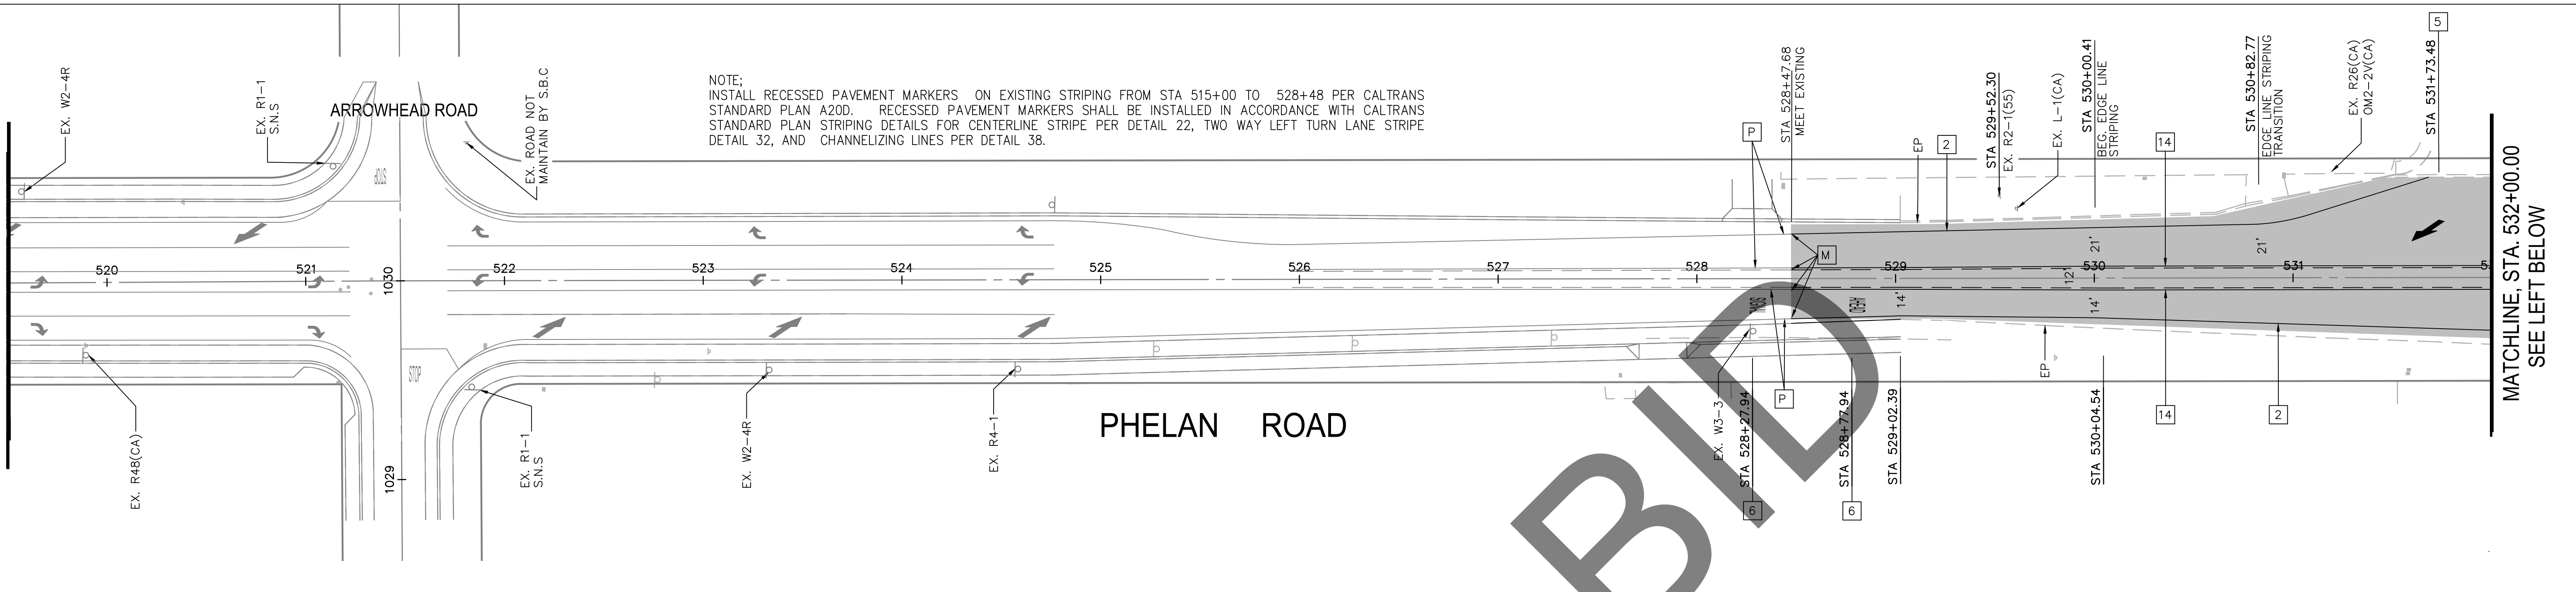 EX. W2-4R
EX. R1-1
S.N.S
ARROWHEAD ROAD
EX. ROAD NOT
MAINTAIN BY S.B.C
NOTE;
INSTALL RECESSED PAVEMENT MARKERS ON EXISTING STRIPING FROM STA 515+00 TO 528+48 PER CALTRANS
STANDARD PLAN A20D. RECESSED PAVEMENT MARKERS SHALL BE INSTALLED IN ACCORDANCE WITH CALTRANS
STANDARD PLAN STRIPING DETAILS FOR CENTERLINE STRIPE PER DETAIL 22, TWO WAY LEFT TURN LANE STRIPE
DETAIL 32, AND CHANNELIZING LINES PER DETAIL 38.
P
STA 528+47.68
MEET EXISTING
EP
2
STA 529+52.30
EX. R2-1(55)
EX. L-1(CA)
STA 530+00.41
BEG. EDGE LINE
STRIPING
14
STA 530+82.77
EDGE LINE STRIPING
TRANSITION
EX. R26(CA)
OM2-2V(CA)
5
STA 531+73.48
MATCHLINE, STA. 532+00.00
SEE LEFT BELOW
STOP
M
21'
21'
520
521
1030
522
523
524
525
526
527
528
529
530
531
12'
SIGNAL
AHEAD
14'
14'
STOP
EX. R48(CA)
1029
EX. R1-1
S.N.S
EX. W2-4R
EX. R4-1
PHELAN ROAD
EX. W3-3
STA 528+27.94
6
P
STA 528+77.94
6
STA 529+02.39
EP
STA 530+04.54
14
2
BID